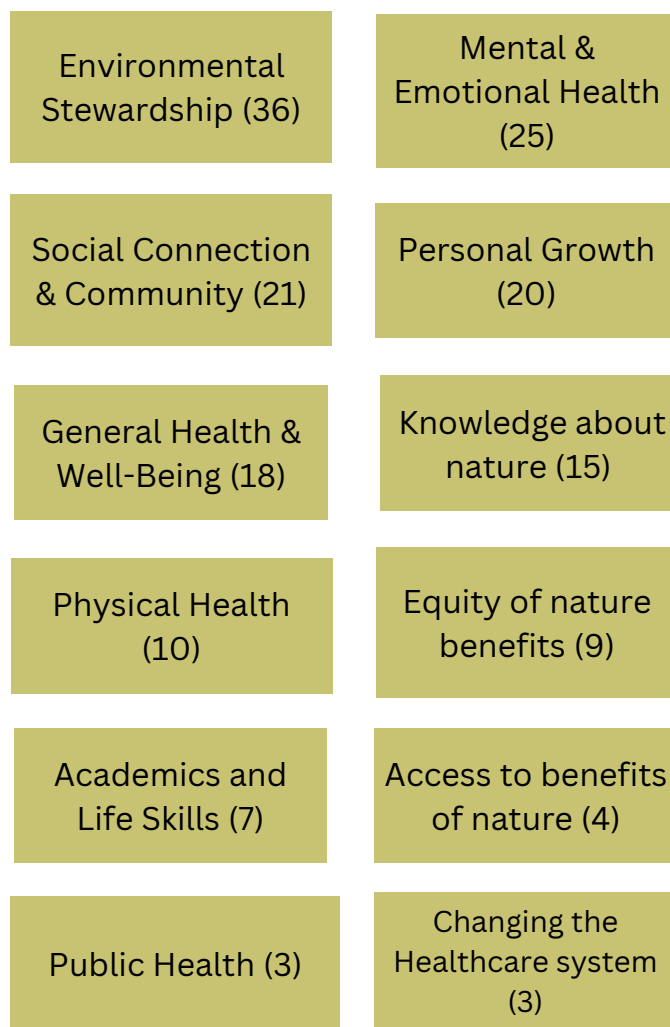 Environmental
Stewardship (36)
Mental &
Emotional Health
(25)
Social Connection
& Community (21)
Personal Growth
(20)
General Health &
Well-Being (18)
Knowledge about
nature (15)
Physical Health
(10)
Equity of nature
benefits (9)
Academics and
Life Skills (7)
Access to benefits
of nature (4)
Public Health (3)
Changing the
Healthcare system
(3)